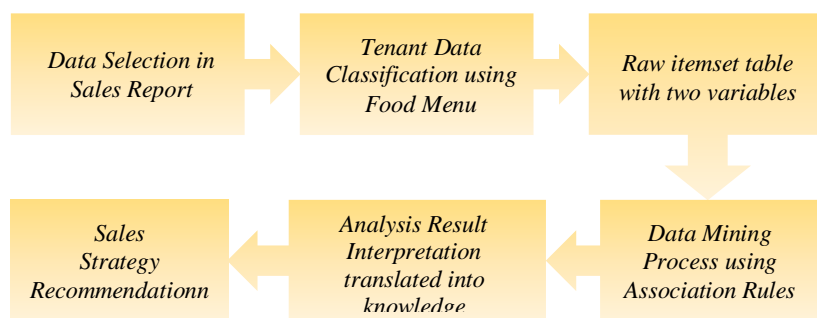 Data Selection in
Sales Report
Tenant Data
Classification using
Food Menu
Raw itemset table
with two variables
Data Mining
Process using
Association Rules
Analysis Result
Interpretation
translated into
knowledge
Sales
Strategy
Recommendationn